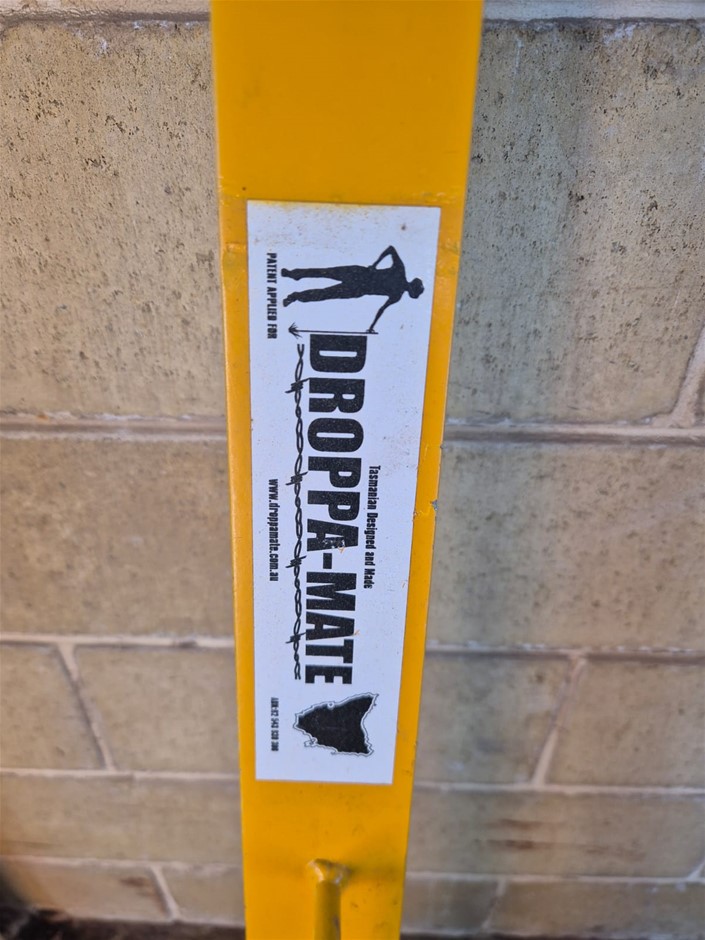 Tasmanian Designed and Made
DROPPA-MATE
PATENT APPLIED FOR
www.droppamate.com.au